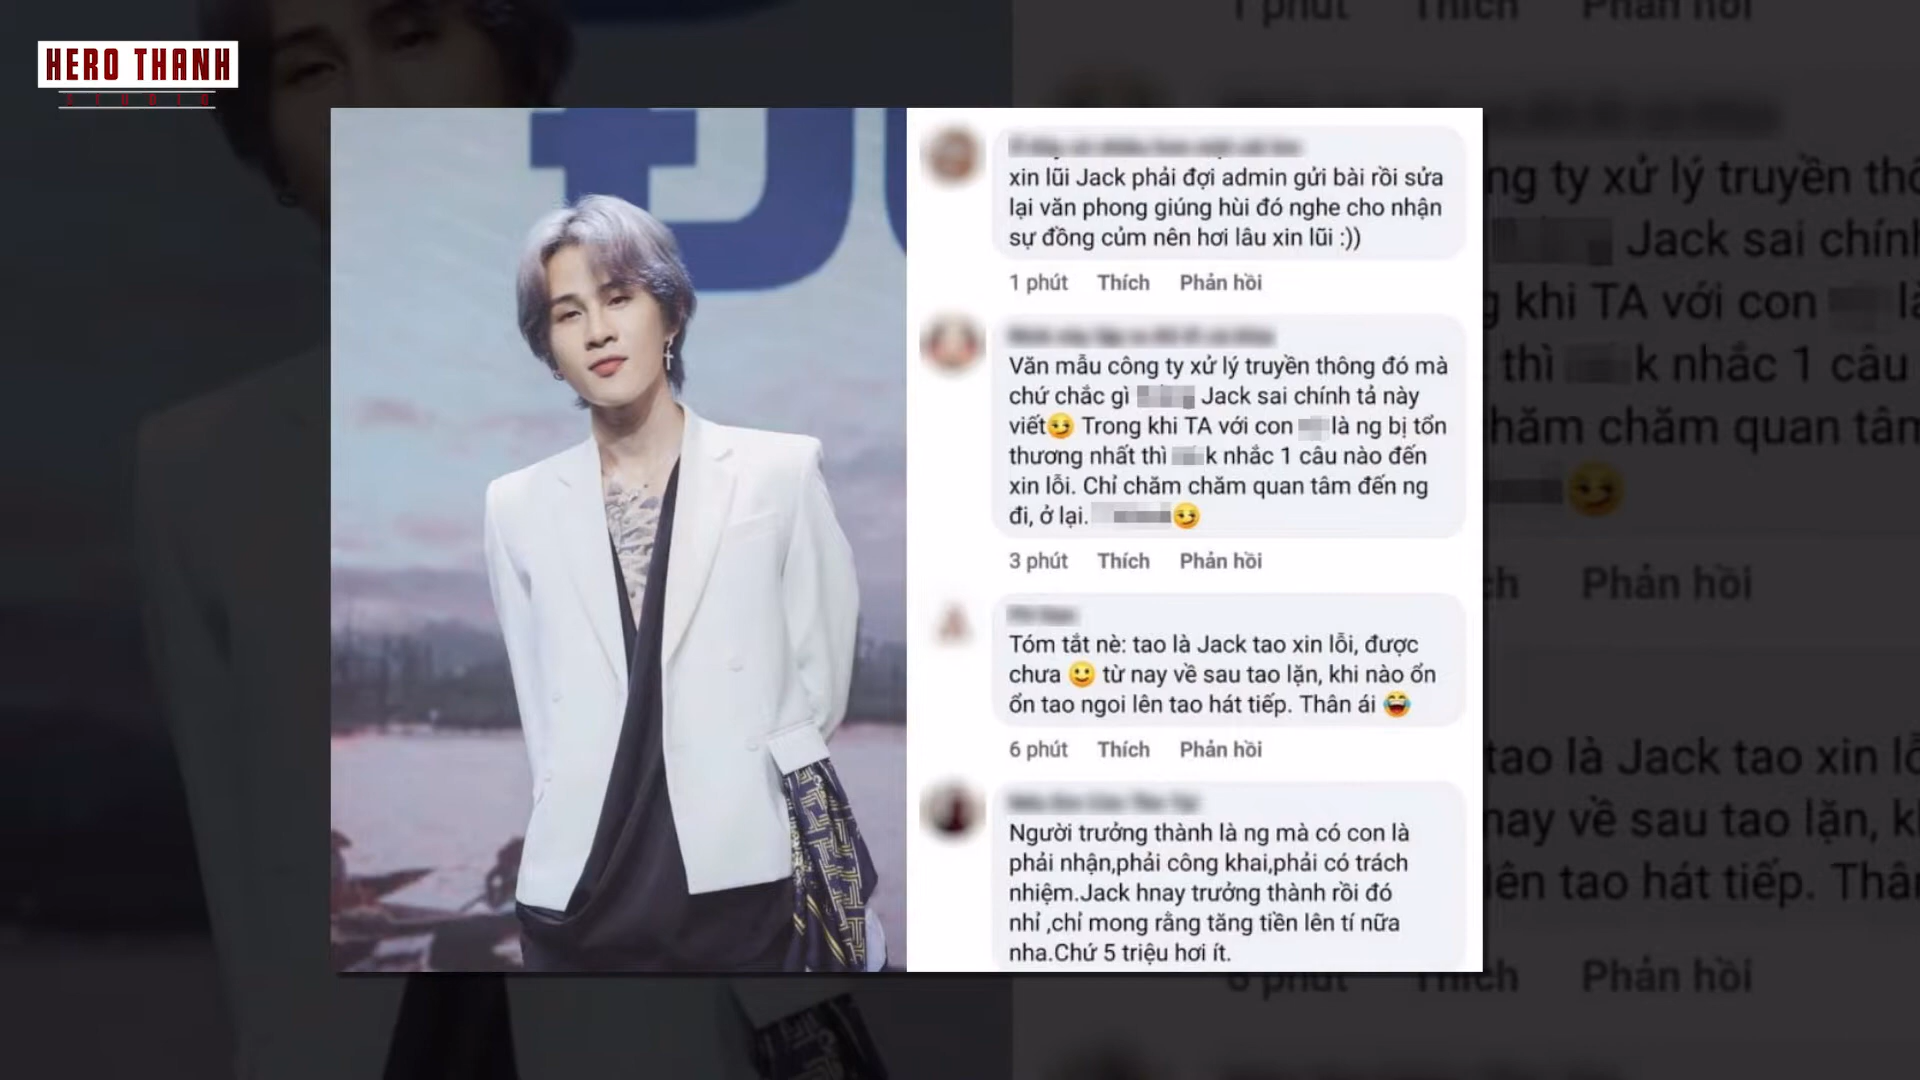 HERO THANH
STUDIO
xin lũi Jack phải đợi admin gửi bài rồi sửa
lại văn phong giúng hùi đó nghe cho nhận
sự đồng củm nên hơi lâu xin lũi :))
1 phút Thích Phản hồi
Văn mẫu công ty xử lý truyền thông đó mà
chứ chắc gì Jack sai chính tả này
viết😏 Trong khi TA với con là ng bị tổn
thương nhất thì k nhắc 1 câu nào đến
xin lỗi. Chỉ chăm chăm quan tâm đến ng
đi, ở lại. 😏
3 phút Thích Phản hồi
Tóm tắt nè: tao là Jack tao xin lỗi, được
chưa 🙂 từ nay về sau tao lặn, khi nào ổn
ổn tao ngoi lên tao hát tiếp. Thân ái 😂
6 phút Thích Phản hồi
Người trưởng thành là ng mà có con là
phải nhận,phải công khai,phải có trách
nhiệm.Jack hnay trưởng thành rồi đó
nhỉ ,chỉ mong rằng tăng tiền lên tí nữa
nha.Chứ 5 triệu hơi ít.